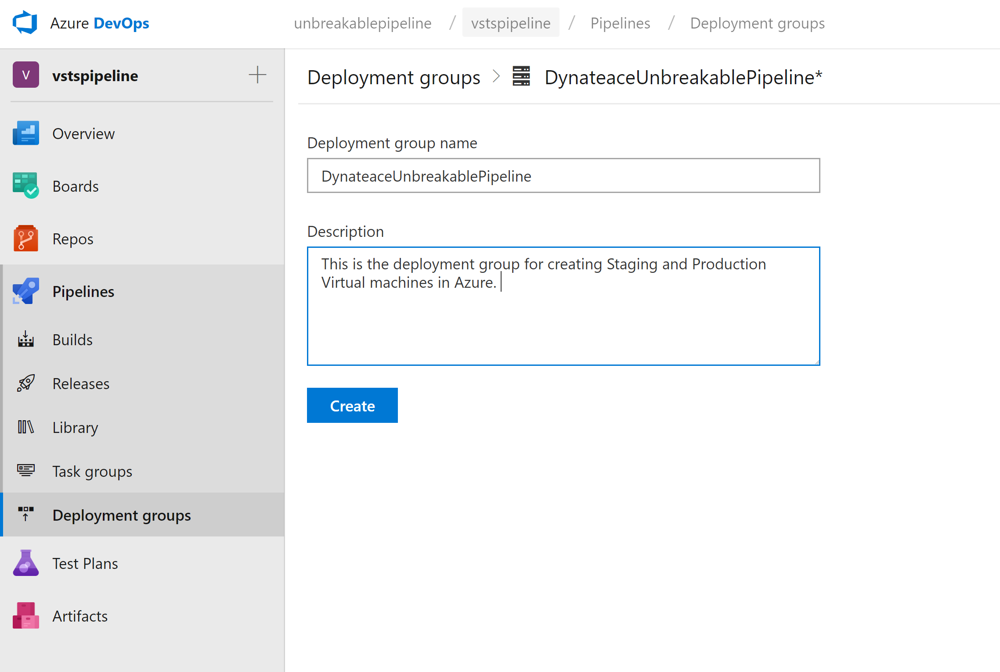 Azure DevOps
unbreakablepipeline / vstspipeline / Pipelines / Deployment groups
V vstspipeline
Deployment groups > DynateaceUnbreakablePipeline*
Overview
Boards
Repos
Pipelines
Builds
Releases
Library
Task groups
Deployment groups
Test Plans
Artifacts
Deployment group name
DynateaceUnbreakablePipeline
Description
This is the deployment group for creating Staging and Production
Virtual machines in Azure.
Create